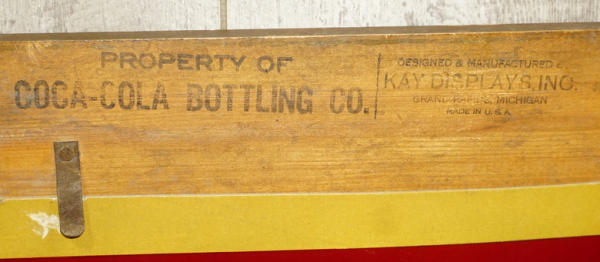 PROPERTY OF
COCA-COLA BOTTLING CO.
DESIGNED & MANUFACTURED
KAY DISPLAYS, INC.
GRAND RAPIDS, MICHIGAN
MADE IN U.S.A.